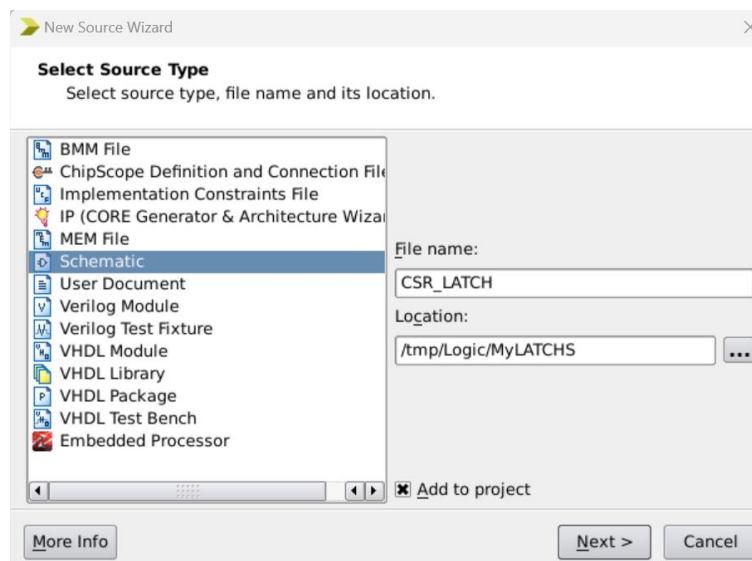 New Source Wizard
Select Source Type
Select source type, file name and its location.
BMM File
ChipScope Definition and Connection File
Implementation Constraints File
IP (CORE Generator & Architecture Wizar
MEM File
Schematic
User Document
Verilog Module
Verilog Test Fixture
VHDL Module
VHDL Library
VHDL Package
VHDL Test Bench
Embedded Processor
File name:
CSR_LATCH
Location:
/tmp/Logic/MyLATCHS
...
Add to project
More Info
Next >
Cancel